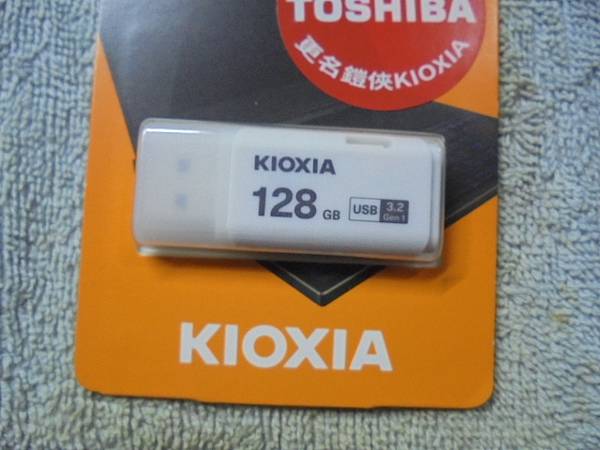 TOSHIBA
更名鎧俠KIOXIA
KIOXIA
128 GB
USB 3.2 Gen 1
KIOXIA